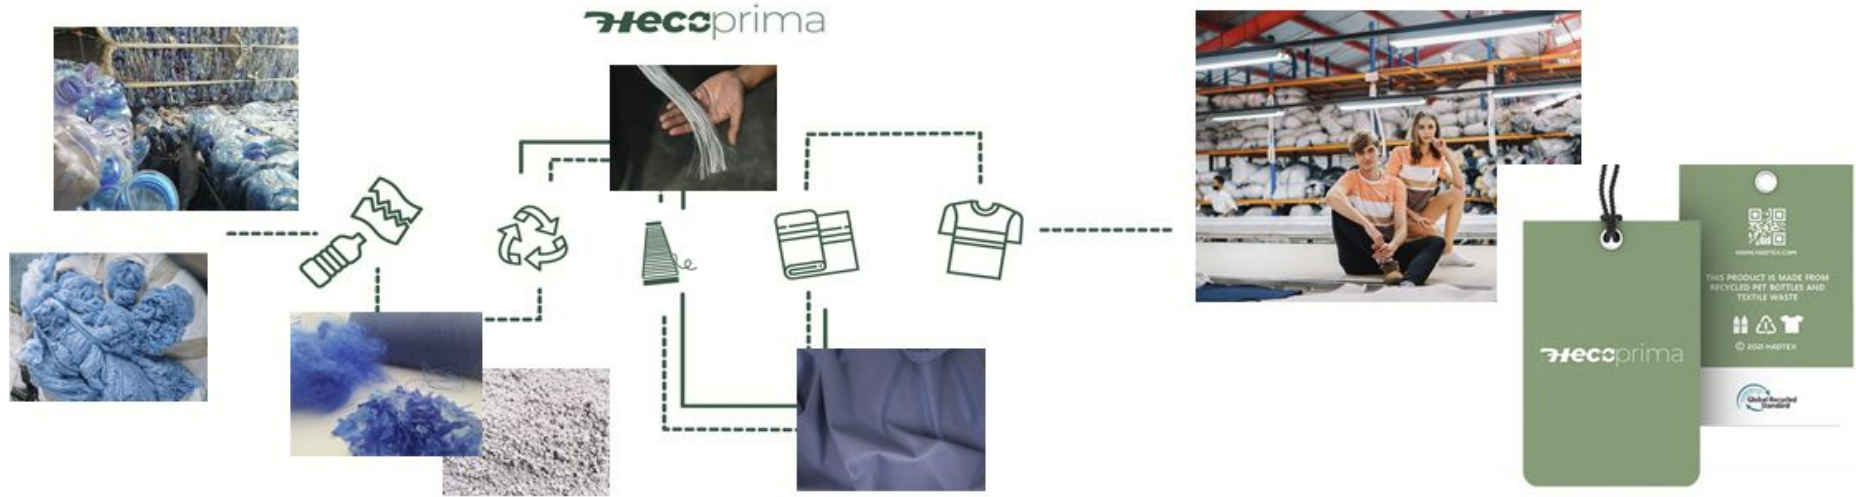 Hecoprima
WWW.HADTEX.COM
THIS PRODUCT IS MADE FROM
RECYCLED PET BOTTLES AND
TEXTILE WASTE
© 2021 HADTEX
Hecoprima
Global Recycled
Standard